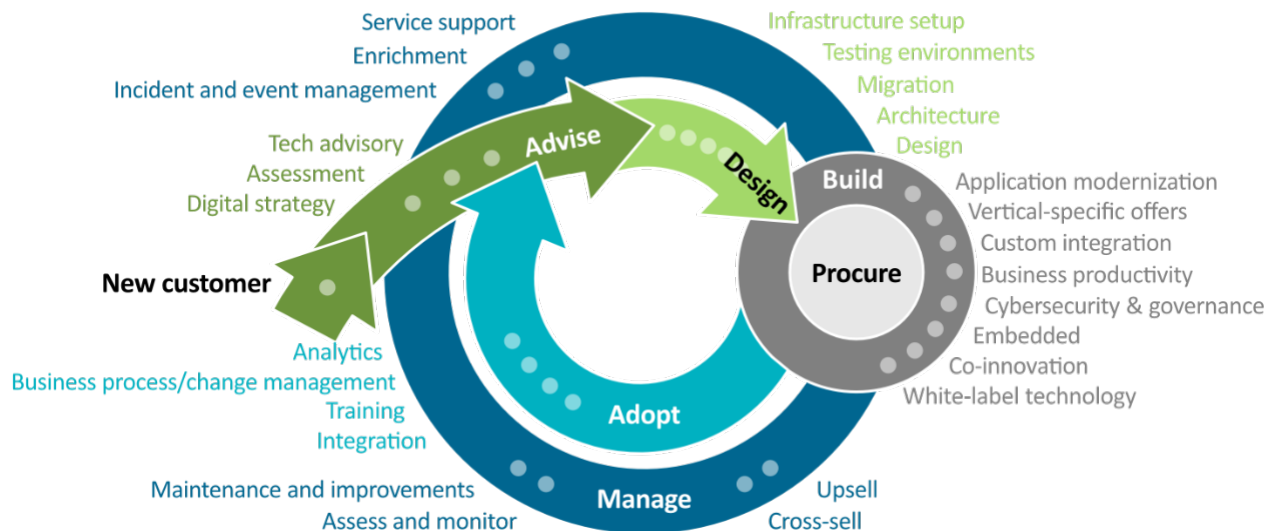 Service support
Enrichment
Incident and event management
Tech advisory
Assessment
Digital strategy
New customer
Analytics
Business process/change management
Training
Integration
Maintenance and improvements
Assess and monitor
Advise
Design
Adopt
Manage
Build
Procure
Infrastructure setup
Testing environments
Migration
Architecture
Design
Application modernization
Vertical-specific offers
Custom integration
Business productivity
Cybersecurity & governance
Embedded
Co-innovation
White-label technology
Upsell
Cross-sell